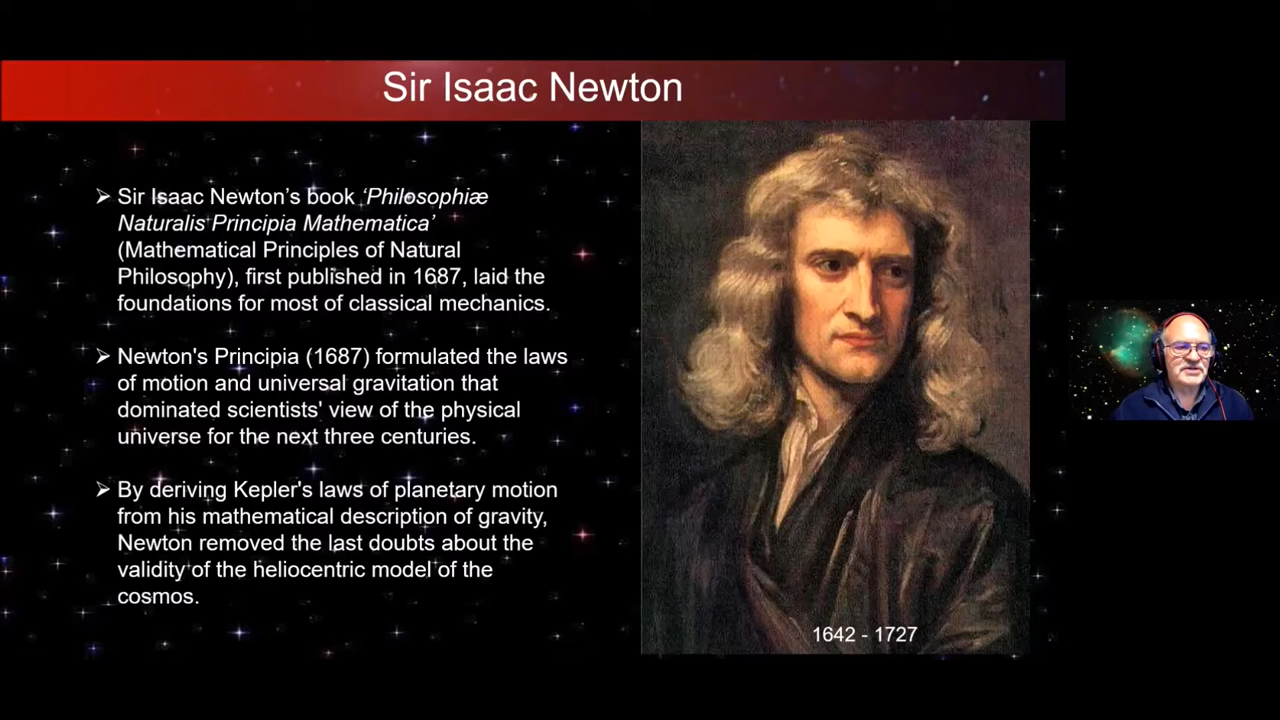 Sir Isaac Newton
➢ Sir Isaac Newton’s book ‘Philosophiæ
Naturalis Principia Mathematica’
(Mathematical Principles of Natural
Philosophy), first published in 1687, laid the
foundations for most of classical mechanics.
➢ Newton's Principia (1687) formulated the laws
of motion and universal gravitation that
dominated scientists' view of the physical
universe for the next three centuries.
➢ By deriving Kepler's laws of planetary motion
from his mathematical description of gravity,
Newton removed the last doubts about the
validity of the heliocentric model of the
cosmos.
1642 - 1727